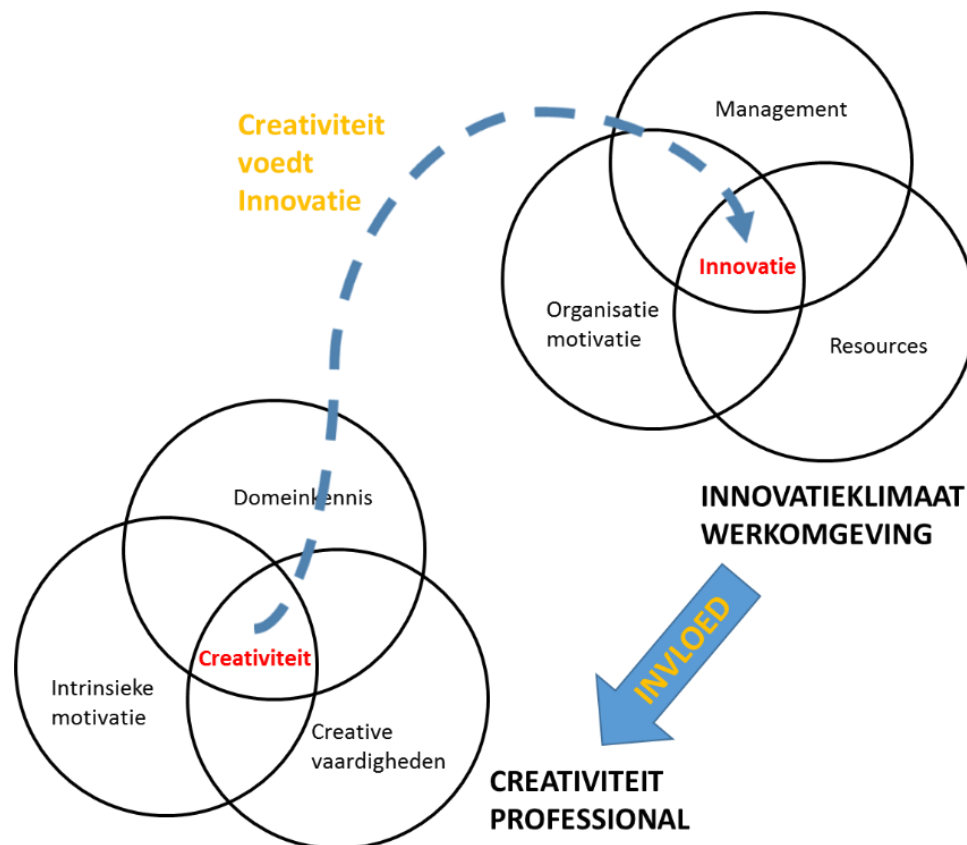 Creativiteit
voedt
Innovatie
Management
Innovatie
Organisatie
motivatie
Resources
INNOVATIEKLIMAAT
WERKOMGEVING
INVLOED
Domeinkennis
Creativiteit
Intrinsieke
motivatie
Creative
vaardigheden
CREATIVITEIT
PROFESSIONAL